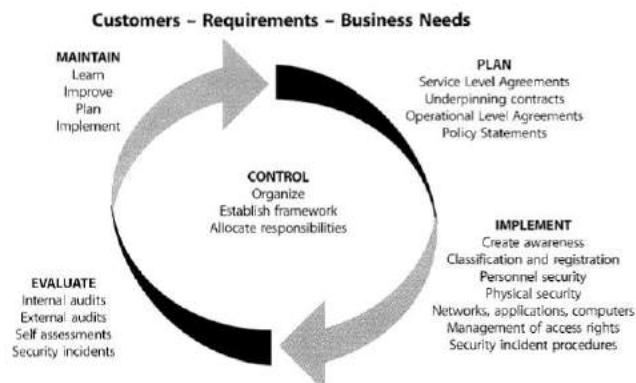 Customers – Requirements – Business Needs
MAINTAIN
Learn
Improve
Plan
Implement
PLAN
Service Level Agreements
Underpinning contracts
Operational Level Agreements
Policy Statements
CONTROL
Organize
Establish framework
Allocate responsibilities
EVALUATE
Internal audits
External audits
Self assessments
Security incidents
IMPLEMENT
Create awareness
Classification and registration
Personnel security
Physical security
Networks, applications, computers
Management of access rights
Security incident procedures